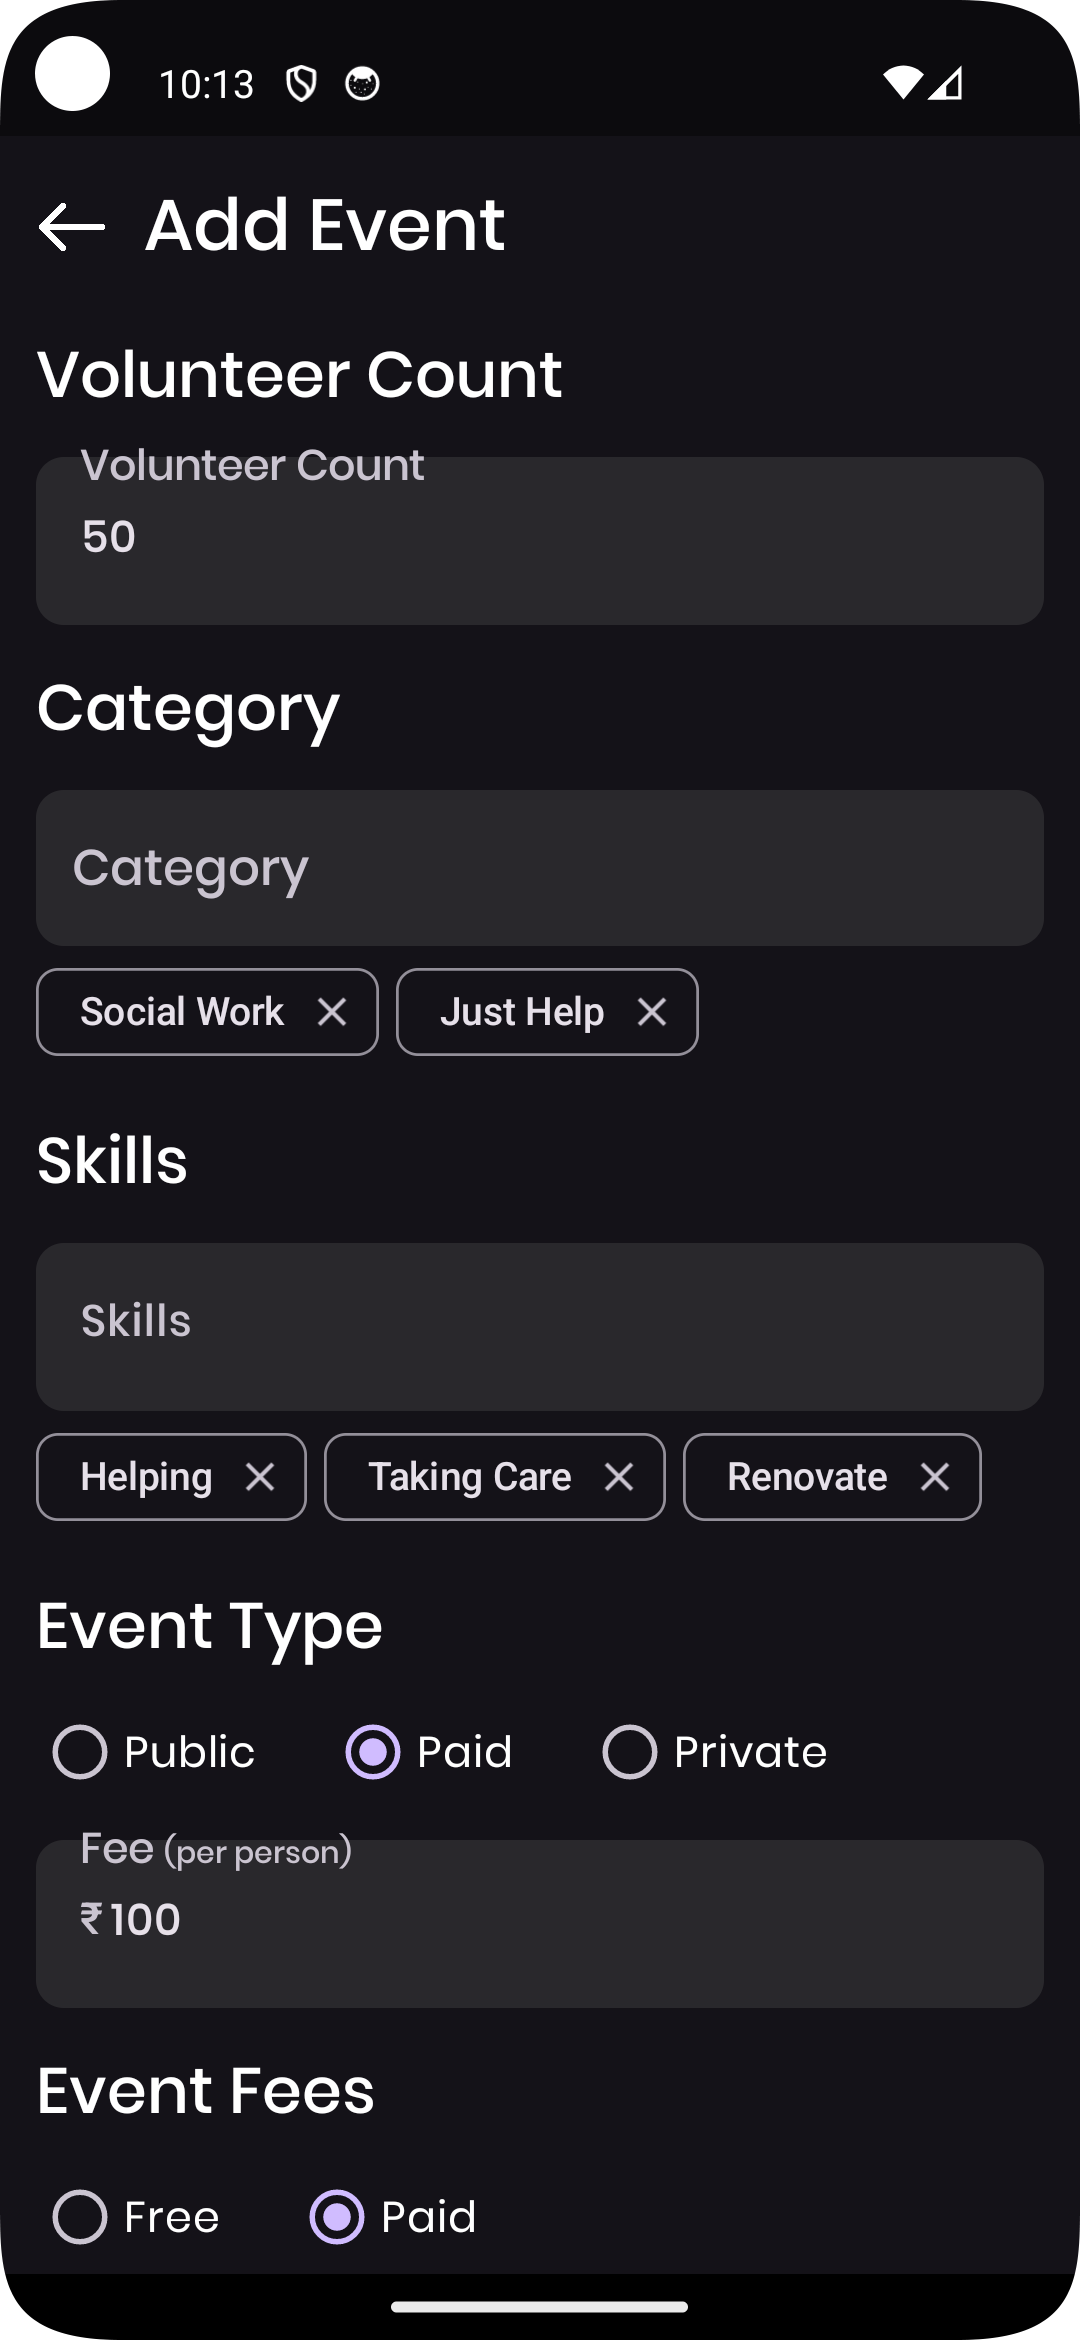 10:13
Add Event
Volunteer Count
Volunteer Count
50
Category
Category
Social Work Just Help
Skills
Skills
Helping Taking Care Renovate
Event Type
Public Paid Private
Fee (per person)
₹100
Event Fees
Free Paid